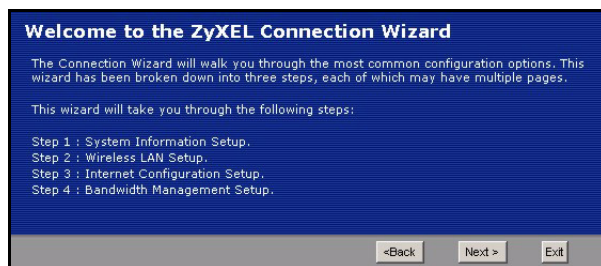 Welcome to the ZyXEL Connection Wizard
The Connection Wizard will walk you through the most common configuration options. This
wizard has been broken down into three steps, each of which may have multiple pages.
This wizard will take you through the following steps:
Step 1 : System Information Setup.
Step 2 : Wireless LAN Setup.
Step 3 : Internet Configuration Setup.
Step 4 : Bandwidth Management Setup.
<Back Next > Exit